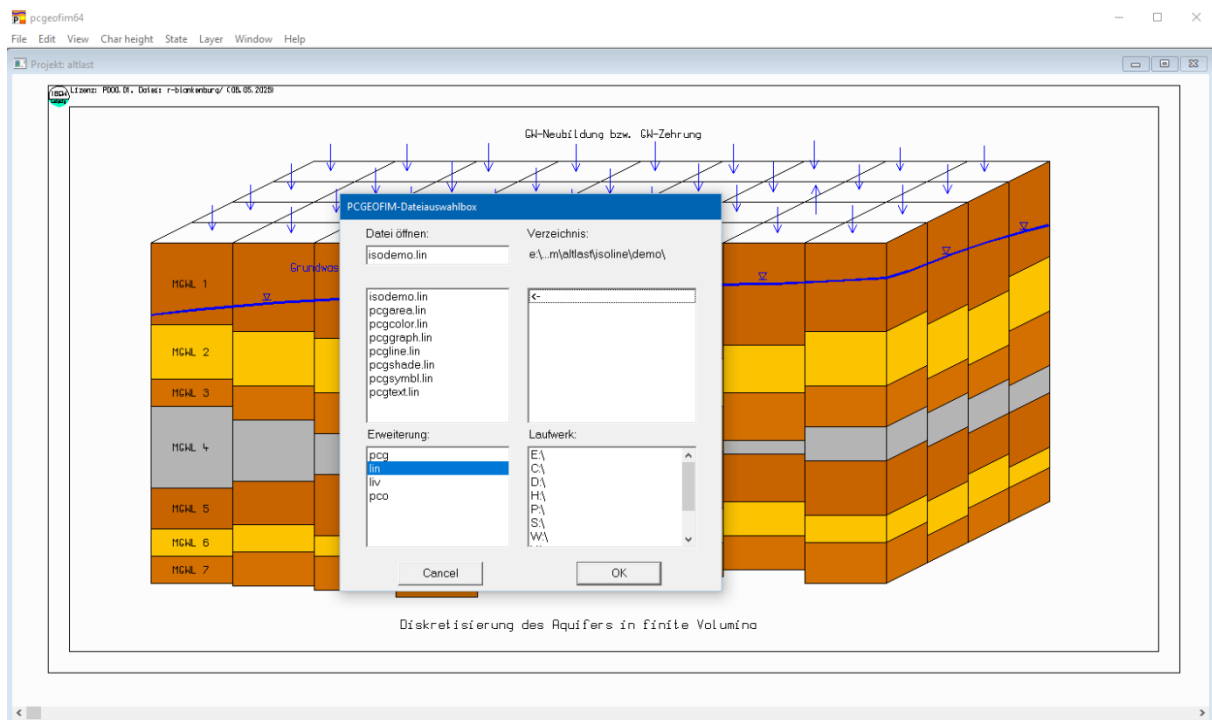 pcgeofim64
File Edit View Char height State Layer Window Help
Projekt: altlast
Lizenz: P000.01. Dates: r-blankenburg/ (08.05.2025)
GW-Neubildung bzw. GW-Zehrung
PCGEOFIM-Dateiauswahlbox
Datei öffnen:
isodemo.lin
Verzeichnis:
e:\...m\altlast\isoline\demo\
isodemo.lin
pcgarea.lin
pcgcolor.lin
pcggraph.lin
pcgline.lin
pcgshade.lin
pcgsymbl.lin
pcgtext.lin
<-
Erweiterung:
pcg
lin
liv
pco
Laufwerk:
E:\
C:\
D:\
H:\
P:\
S:\
W:\
Cancel
OK
Grundwas
MGWL 1
MGWL 2
MGWL 3
MGWL 4
MGWL 5
MGWL 6
MGWL 7
Diskretisierung des Aquifers in finite Volumina